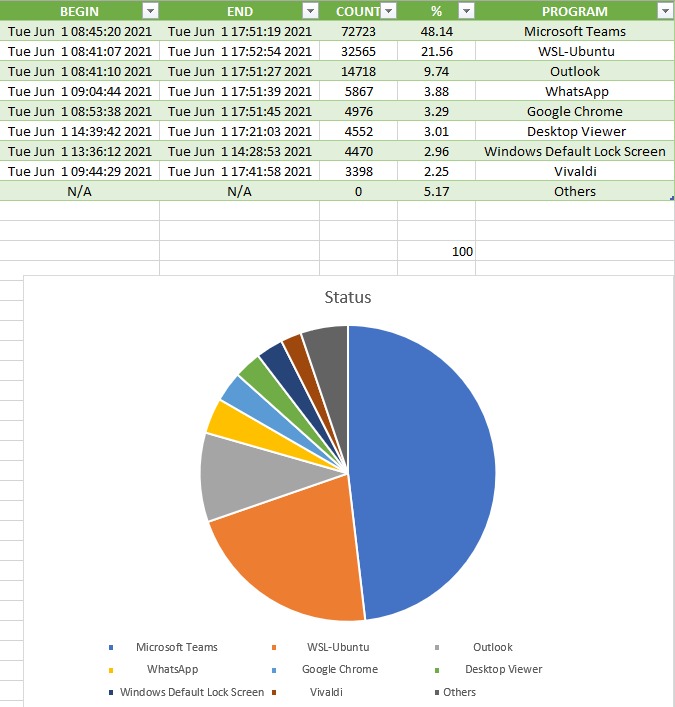 BEGIN END COUNT % PROGRAM
Tue Jun 1 08:45:20 2021 Tue Jun 1 17:51:19 2021 72723 48.14 Microsoft Teams
Tue Jun 1 08:41:07 2021 Tue Jun 1 17:52:54 2021 32565 21.56 WSL-Ubuntu
Tue Jun 1 08:41:10 2021 Tue Jun 1 17:51:27 2021 14718 9.74 Outlook
Tue Jun 1 09:04:44 2021 Tue Jun 1 17:51:39 2021 5867 3.88 WhatsApp
Tue Jun 1 08:53:38 2021 Tue Jun 1 17:51:45 2021 4976 3.29 Google Chrome
Tue Jun 1 14:39:42 2021 Tue Jun 1 17:21:03 2021 4552 3.01 Desktop Viewer
Tue Jun 1 13:36:12 2021 Tue Jun 1 14:28:53 2021 4470 2.96 Windows Default Lock Screen
Tue Jun 1 09:44:29 2021 Tue Jun 1 17:41:58 2021 3398 2.25 Vivaldi
N/A N/A 0 5.17 Others
100
Status
Microsoft Teams WSL-Ubuntu Outlook
WhatsApp Google Chrome Desktop Viewer
Windows Default Lock Screen Vivaldi Others